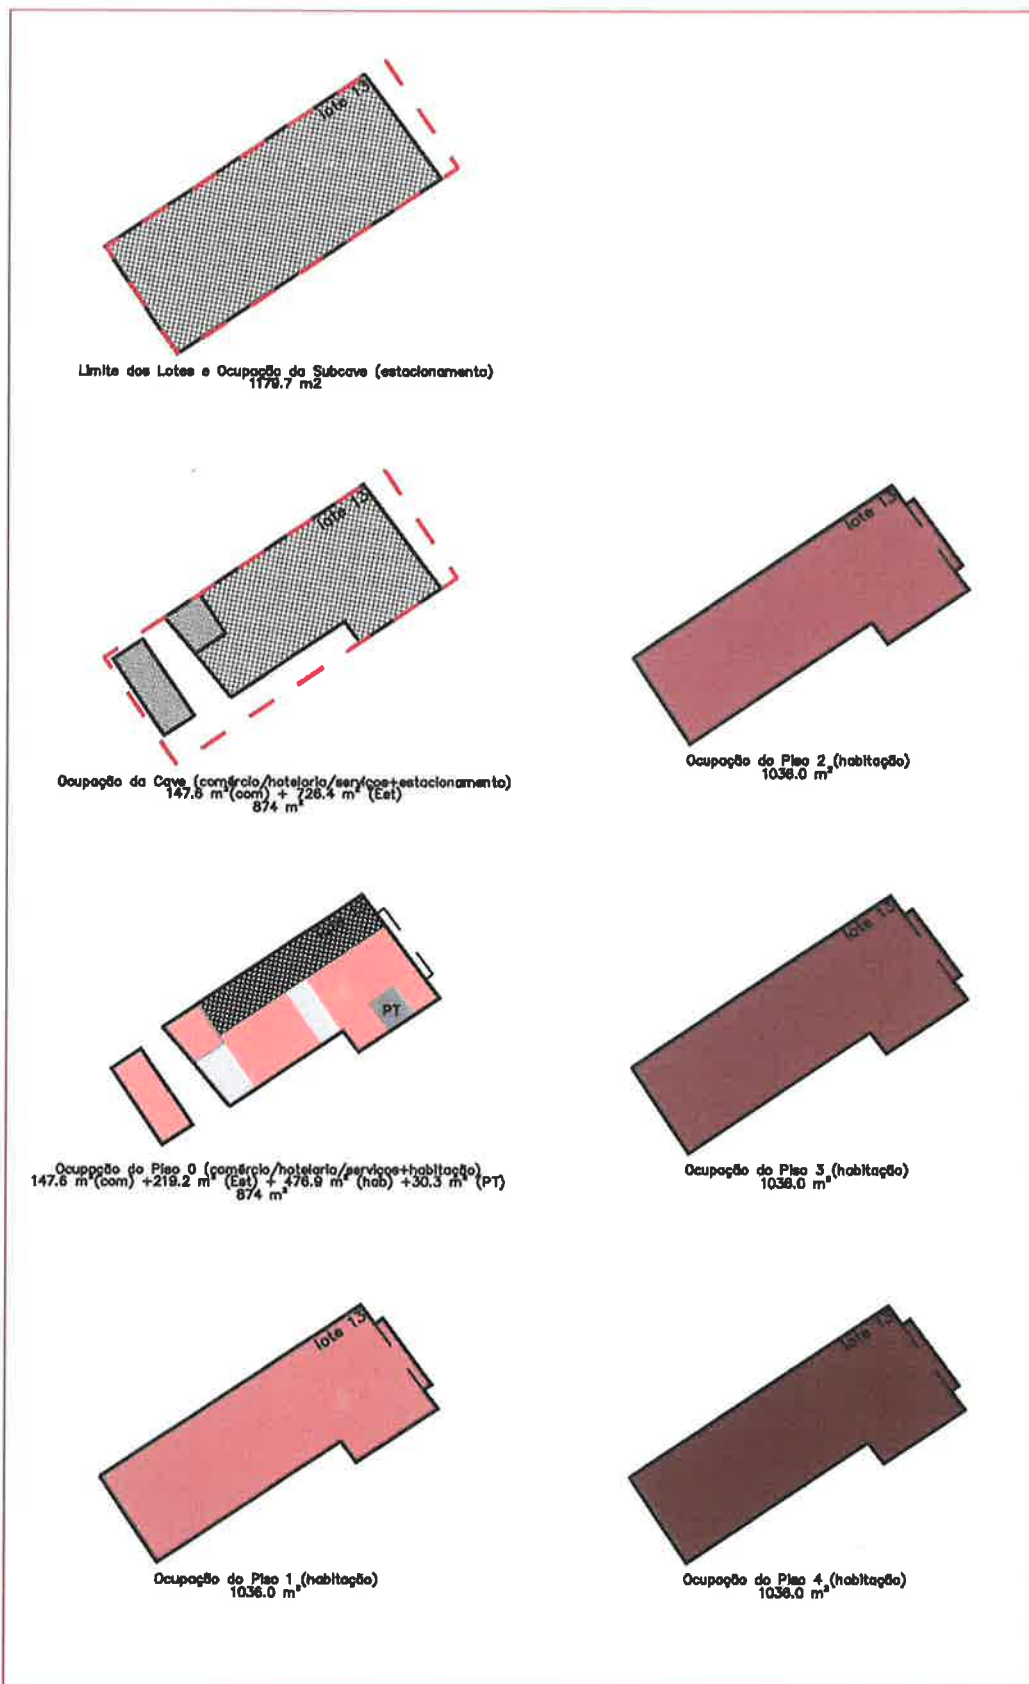 lote 13
Limite dos Lotes e Ocupação da Subcave (estacionamento)
1179.7 m2
lote 13
Ocupação da Cave (comércio/hotelaria/serviços+estacionamento)
147.6 m²(com) + 726.4 m² (Est)
874 m²
lote 13
Ocupação do Piso 2 (habitação)
1036.0 m²
PT
Ocupação do Piso 0 (comércio/hotelaria/serviços+habitação)
147.6 m²(com) +219.2 m² (Est) + 476.9 m² (hab) +30.3 m² (PT)
874 m²
lote 13
Ocupação do Piso 3 (habitação)
1036.0 m²
lote 13
Ocupação do Piso 1 (habitação)
1036.0 m²
lote 13
Ocupação do Piso 4 (habitação)
1036.0 m²